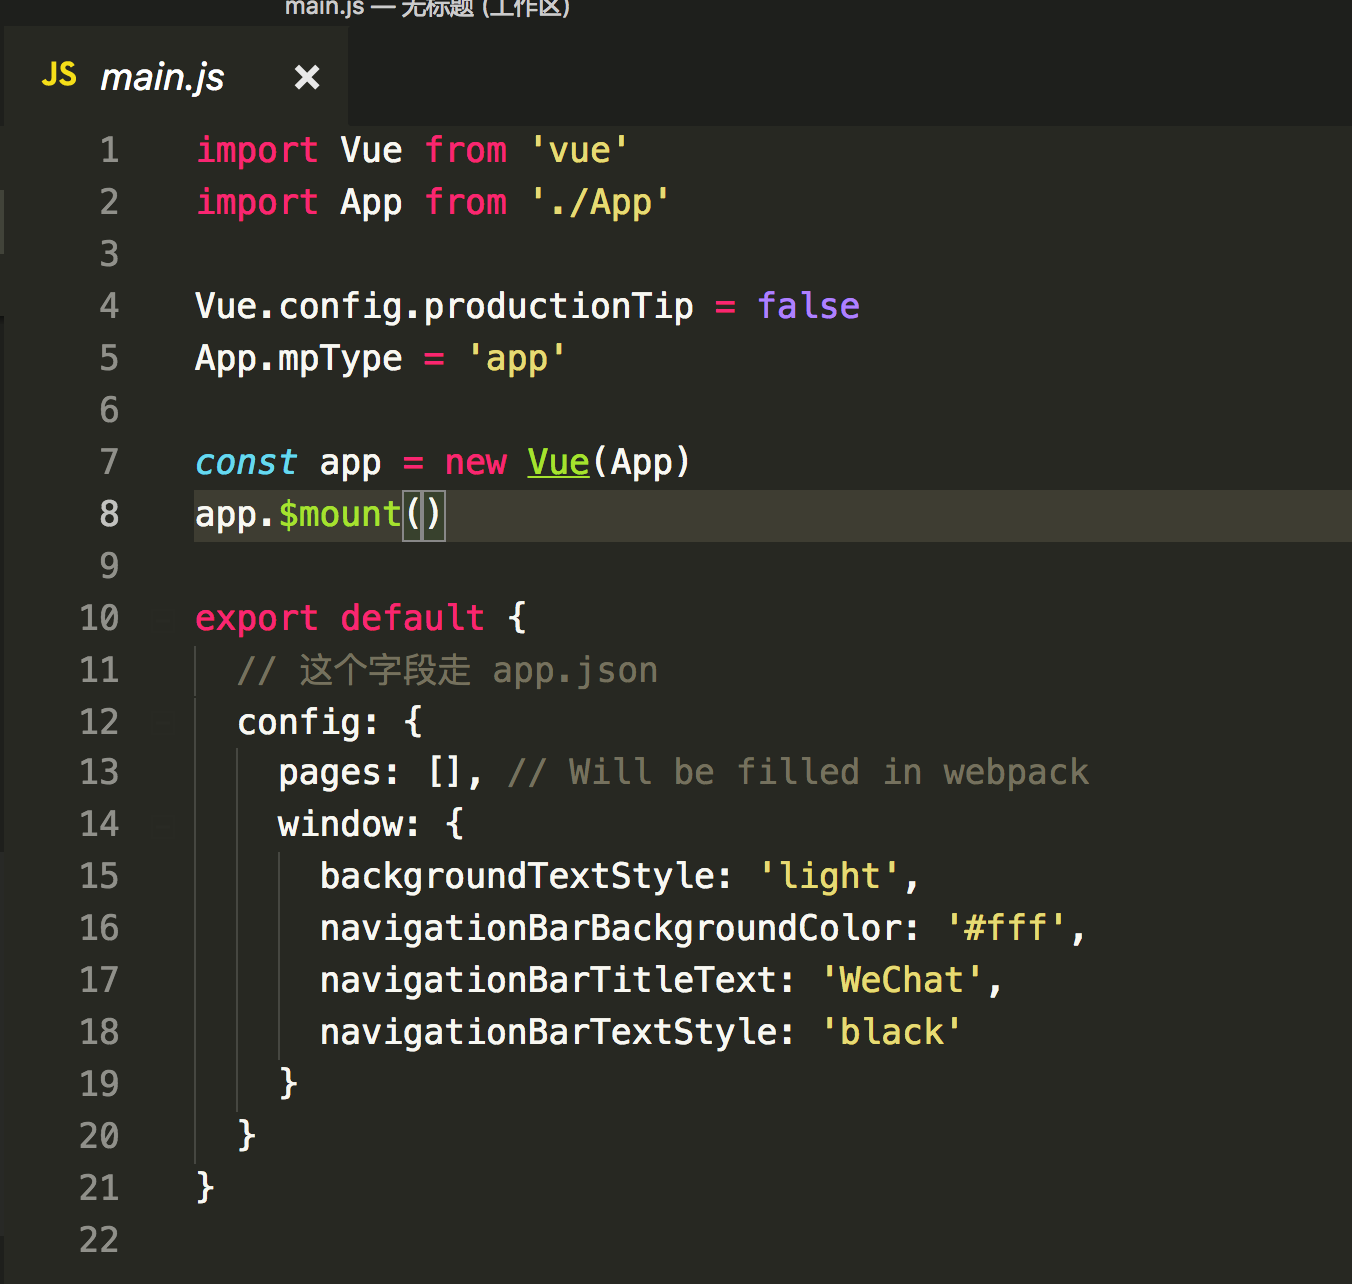 main.js — 无标题 (工作区)
JS main.js ×
1 import Vue from 'vue'
2 import App from './App'
3
4 Vue.config.productionTip = false
5 App.mpType = 'app'
6
7 const app = new Vue(App)
8 app.$mount()
9
10 export default {
11 // 这个字段走 app.json
12 config: {
13 pages: [], // Will be filled in webpack
14 window: {
15 backgroundTextStyle: 'light',
16 navigationBarBackgroundColor: '#fff',
17 navigationBarTitleText: 'WeChat',
18 navigationBarTextStyle: 'black'
19 }
20 }
21 }
22